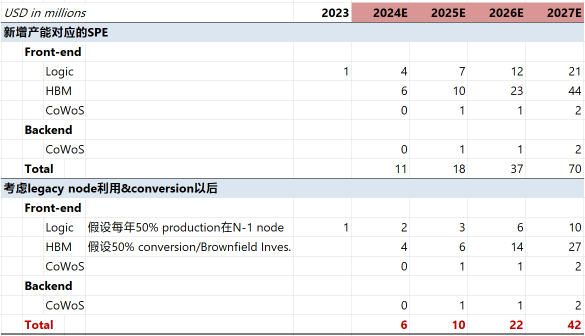 USD in millions 2023 2024E 2025E 2026E 2027E
新增产能对应的SPE
Front-end
Logic 1 4 7 12 21
HBM 6 10 23 44
CoWoS 0 1 1 2
Backend
CoWoS 0 1 1 2
Total 11 18 37 70
考虑legacy node利用&conversion以后
Front-end
Logic 假设每年50% production在N-1 node 1 2 3 6 10
HBM 假设50% conversion/Brownfield Inves. 4 6 14 27
CoWoS 0 1 1 2
Backend
CoWoS 0 1 1 2
Total 6 10 22 42